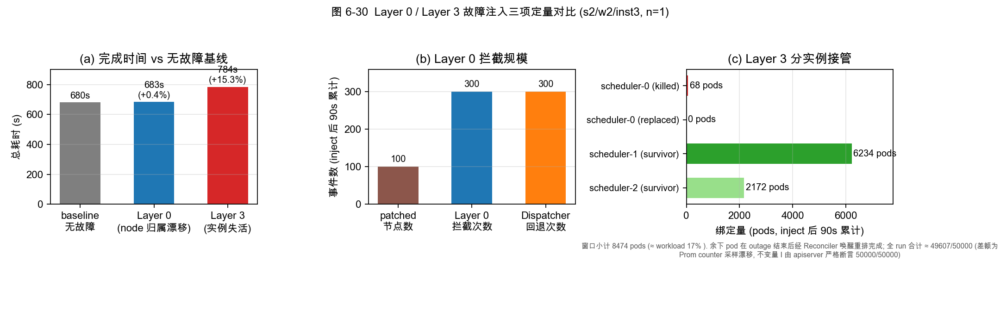 图 6-30  Layer 0 / Layer 3 故障注入三项定量对比 (s2/w2/inst3, n=1)
(a) 完成时间 vs 无故障基线
总耗时 (s)
800
600
400
200
0
680s
683s
(+0.4%)
784s
(+15.3%)
baseline
无故障
Layer 0
(node 归属漂移)
Layer 3
(实例失活)
(b) Layer 0 拦截规模
事件数 (inject 后 90s 累计)
300
200
100
0
100
300
300
patched
节点数
Layer 0
拦截次数
Dispatcher
回退次数
(c) Layer 3 分实例接管
scheduler-0 (killed)
68 pods
scheduler-0 (replaced)
0 pods
scheduler-1 (survivor)
6234 pods
scheduler-2 (survivor)
2172 pods
0
2000
4000
6000
绑定量 (pods, inject 后 90s 累计)
窗口小计 8474 pods (≈ workload 17% ). 余下 pod 在 outage 结束后经 Reconciler 唤醒重排完成; 全 run 合计 ≈ 49607/50000 (差额为
Prom counter 采样漂移, 不变量 I 由 apiserver 严格断言 50000/50000)